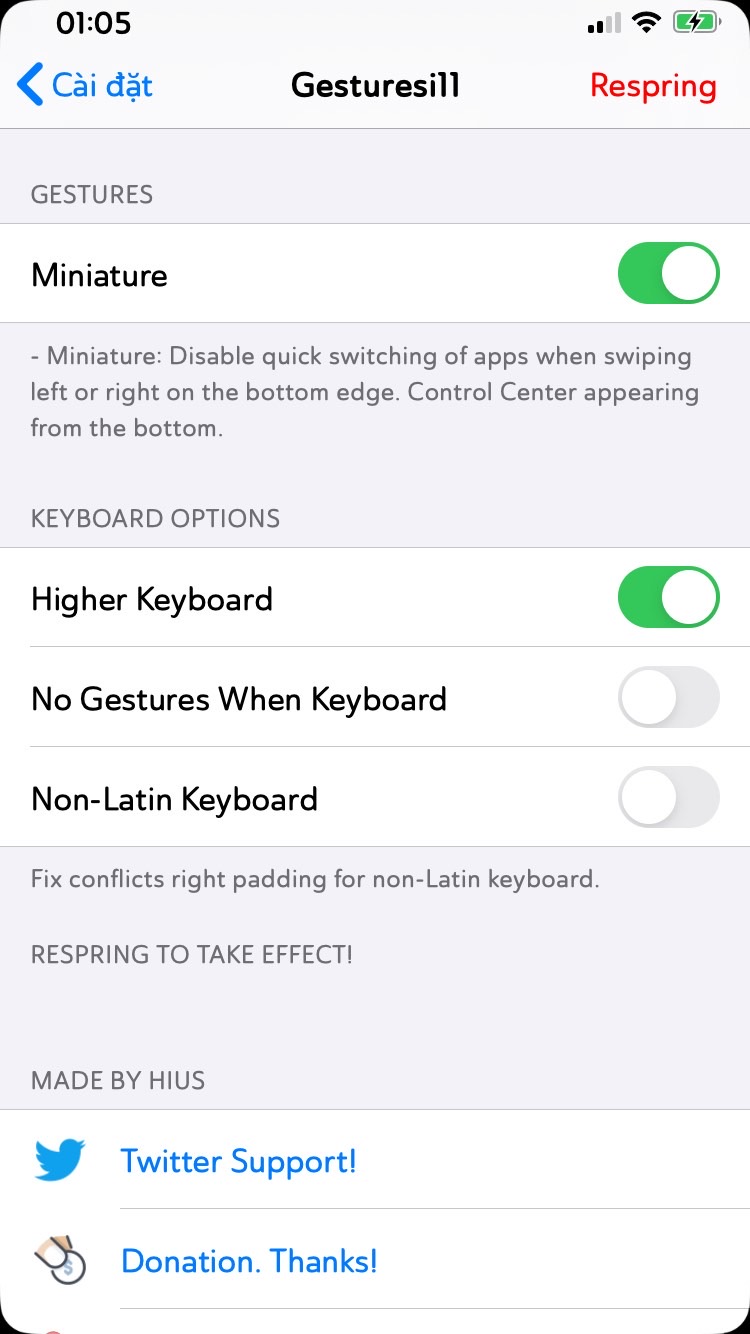 01:05
Cài đặt
Gesturesi11
Respring
GESTURES
Miniature
- Miniature: Disable quick switching of apps when swiping
left or right on the bottom edge. Control Center appearing
from the bottom.
KEYBOARD OPTIONS
Higher Keyboard
No Gestures When Keyboard
Non-Latin Keyboard
Fix conflicts right padding for non-Latin keyboard.
RESPRING TO TAKE EFFECT!
MADE BY HIUS
Twitter Support!
$
Donation. Thanks!